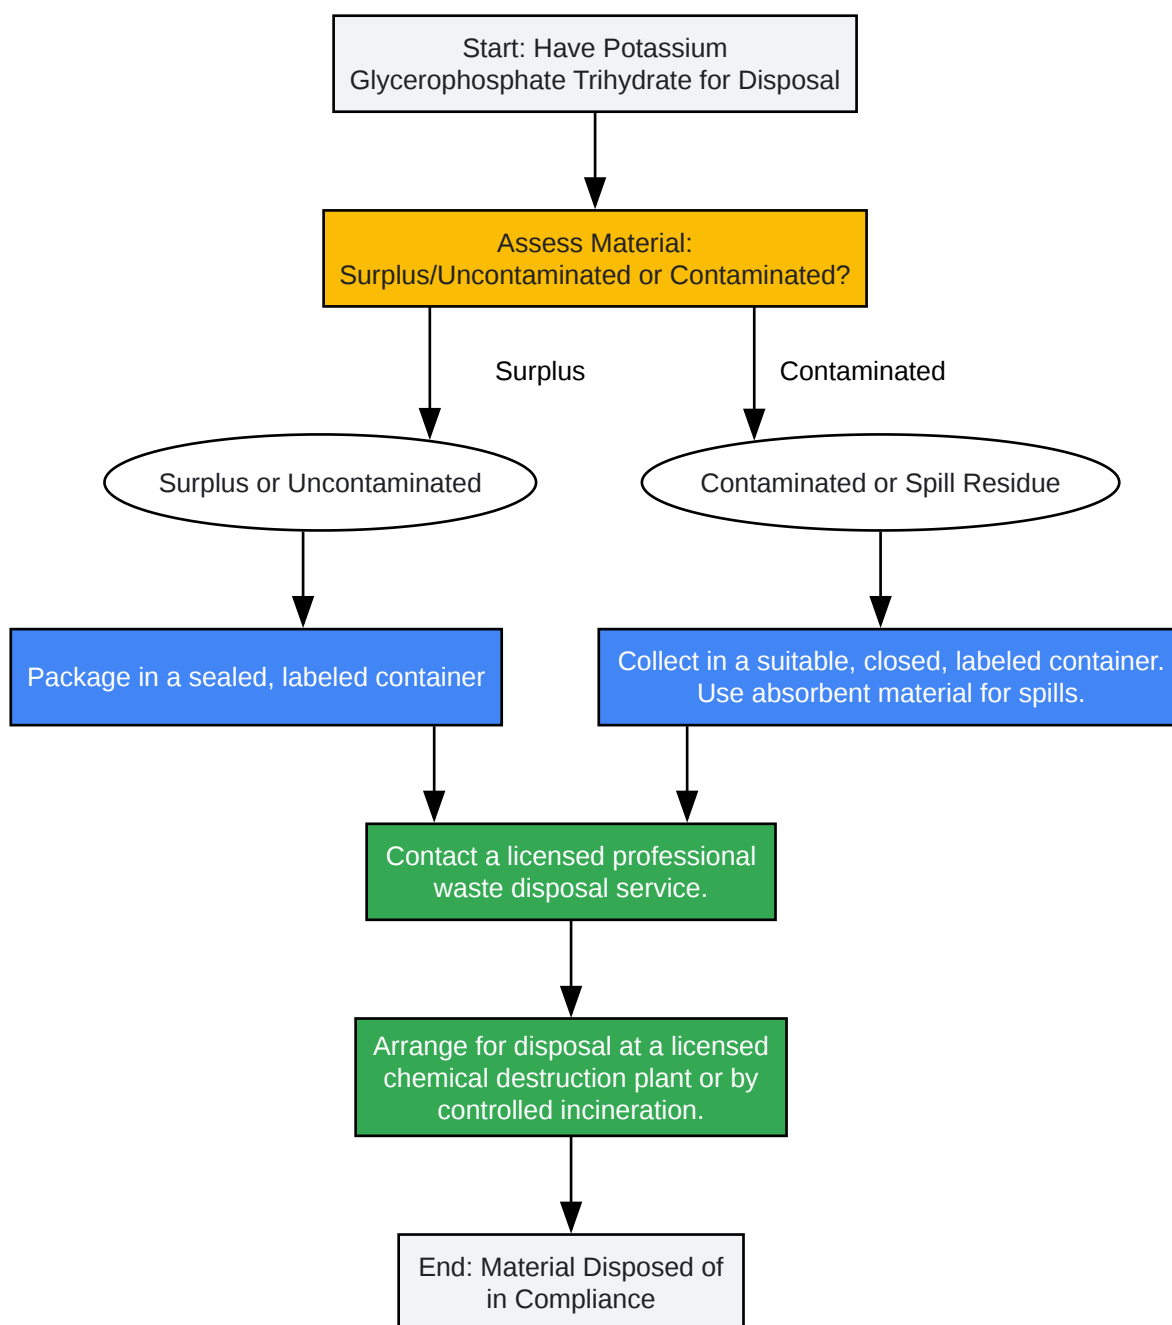 Start: Have Potassium
Glycerophosphate Trihydrate for Disposal
Assess Material:
Surplus/Uncontaminated or Contaminated?
Surplus
Contaminated
Surplus or Uncontaminated
Contaminated or Spill Residue
Package in a sealed, labeled container
Collect in a suitable, closed, labeled container.
Use absorbent material for spills.
Contact a licensed professional
waste disposal service.
Arrange for disposal at a licensed
chemical destruction plant or by
controlled incineration.
End: Material Disposed of
in Compliance